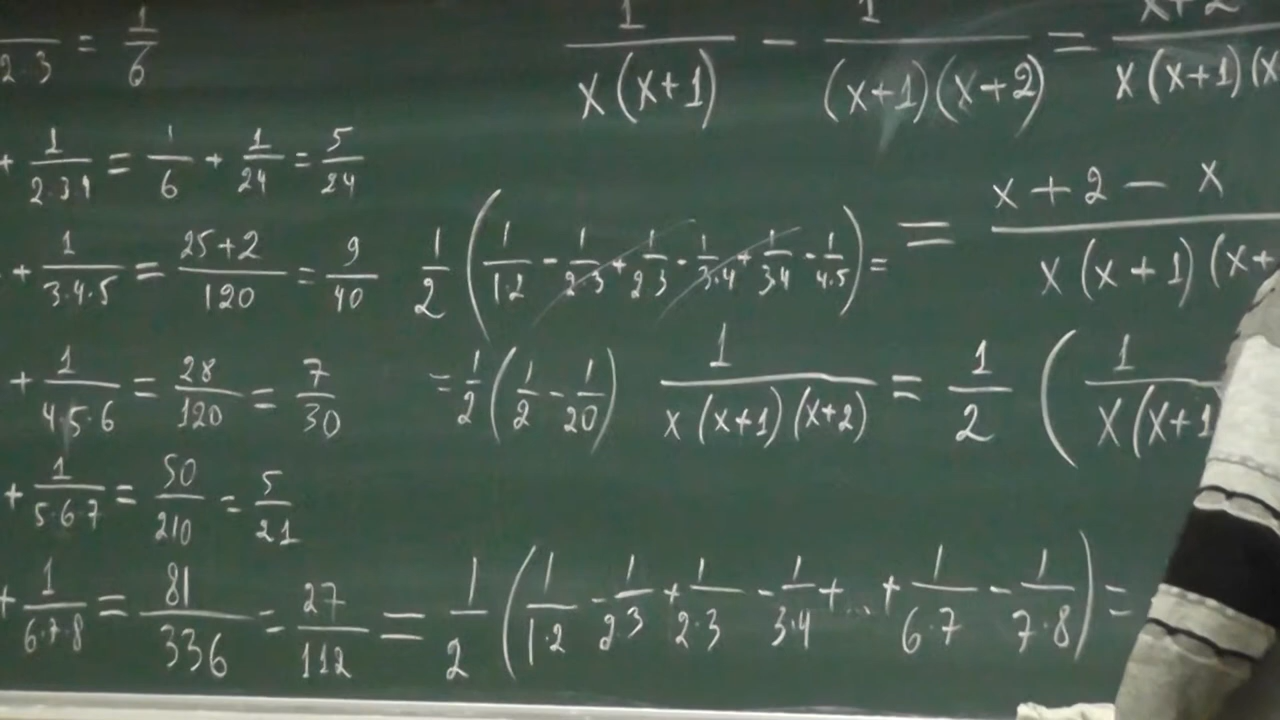 2·3 = 1/6
+ 1/(2·3·4) = 1/6 + 1/24 = 5/24
+ 1/(3·4·5) = (25+2)/120 = 9/40
+ 1/(4·5·6) = 28/120 = 7/30
+ 1/(5·6·7) = 50/210 = 5/21
+ 1/(6·7·8) = 81/336 = 27/112 = 1/2 (1/(1·2) - 1/(2·3) + 1/(2·3) - 1/(3·4) + ... + 1/(6·7) - 1/(7·8)) =
1/(x(x+1)) - 1/((x+1)(x+2)) = (x+2)/(x(x+1)(x
= (x+2-x)/(x(x+1)(x+
1/2 (1/(1·2) - 1/(2·3) + 1/(2·3) - 1/(3·4) + 1/(3·4) - 1/(4·5)) =
= 1/2 (1/2 - 1/20)
1/(x(x+1)(x+2)) = 1/2 (1/(x(x+1